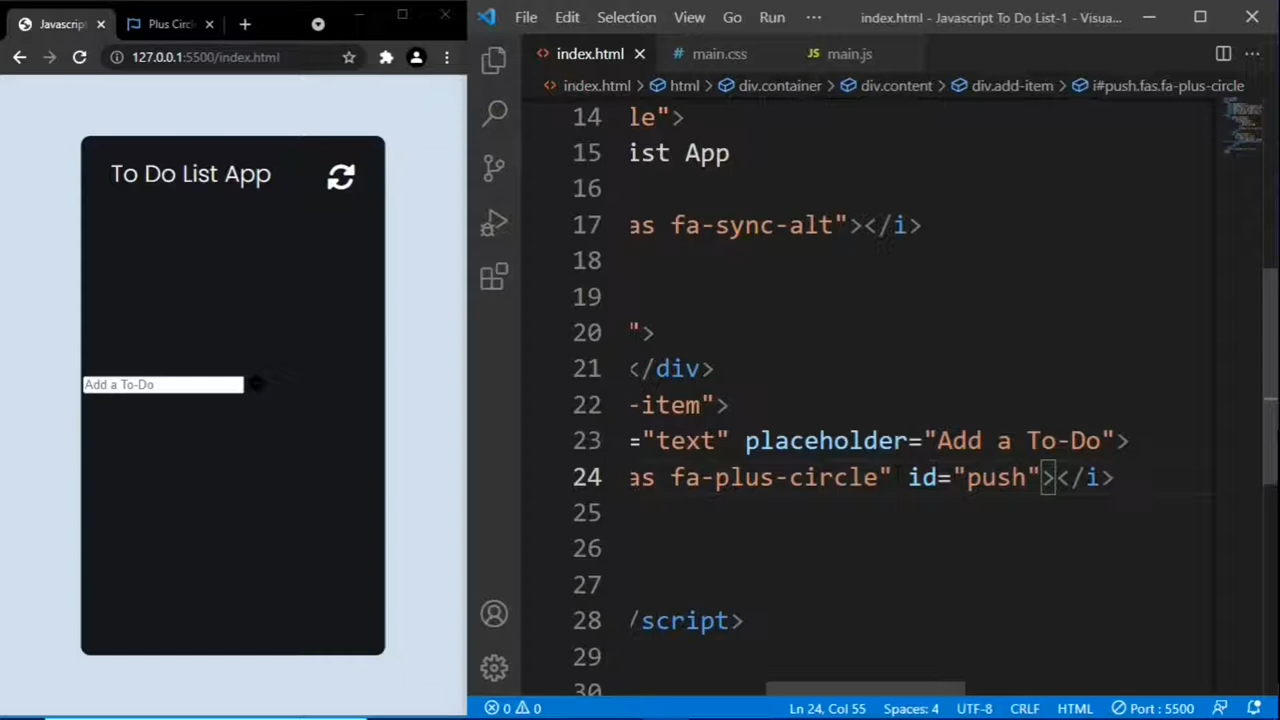 Javascrip
Plus Circ
127.0.0.1:5500/index.html
To Do List App
Add a To-Do
File Edit Selection View Go Run ··· index.html - Javascript To Do List-1 - Visua...
index.html main.css JS main.js
index.html > html > div.container > div.content > div.add-item > i#push.fas.fa-plus-circle
14 le">
15 ist App
16
17 as fa-sync-alt"></i>
18
19
20 ">
21 </div>
22 -item">
23 ="text" placeholder="Add a To-Do">
24 as fa-plus-circle" id="push"></i>
25
26
27
28 /script>
29
30
0 0 Ln 24, Col 55 Spaces: 4 UTF-8 CRLF HTML Port : 5500